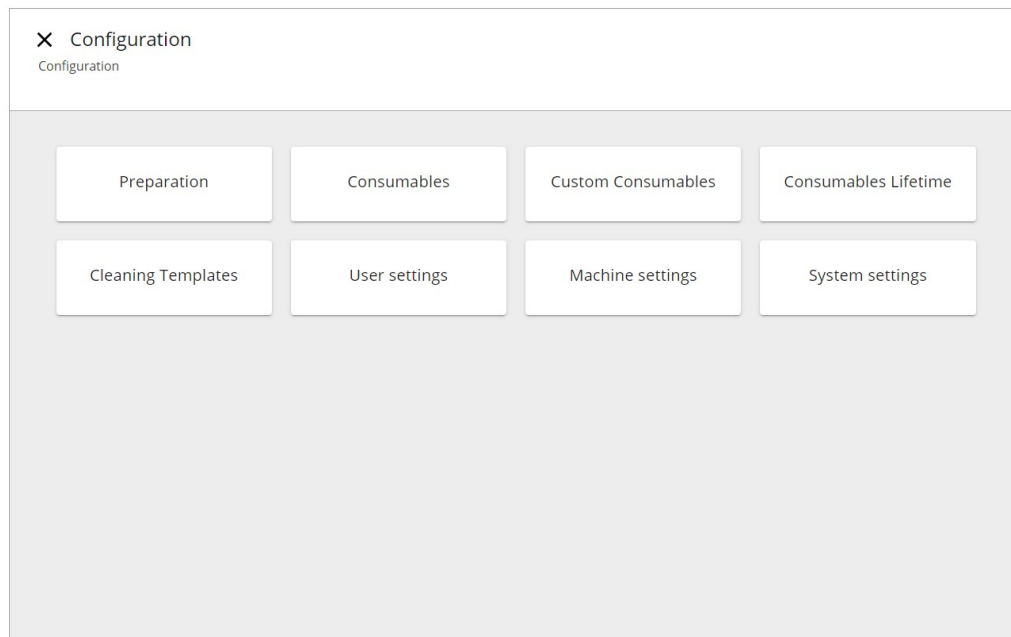 Configuration
Configuration
Preparation
Consumables
Custom Consumables
Consumables Lifetime
Cleaning Templates
User settings
Machine settings
System settings